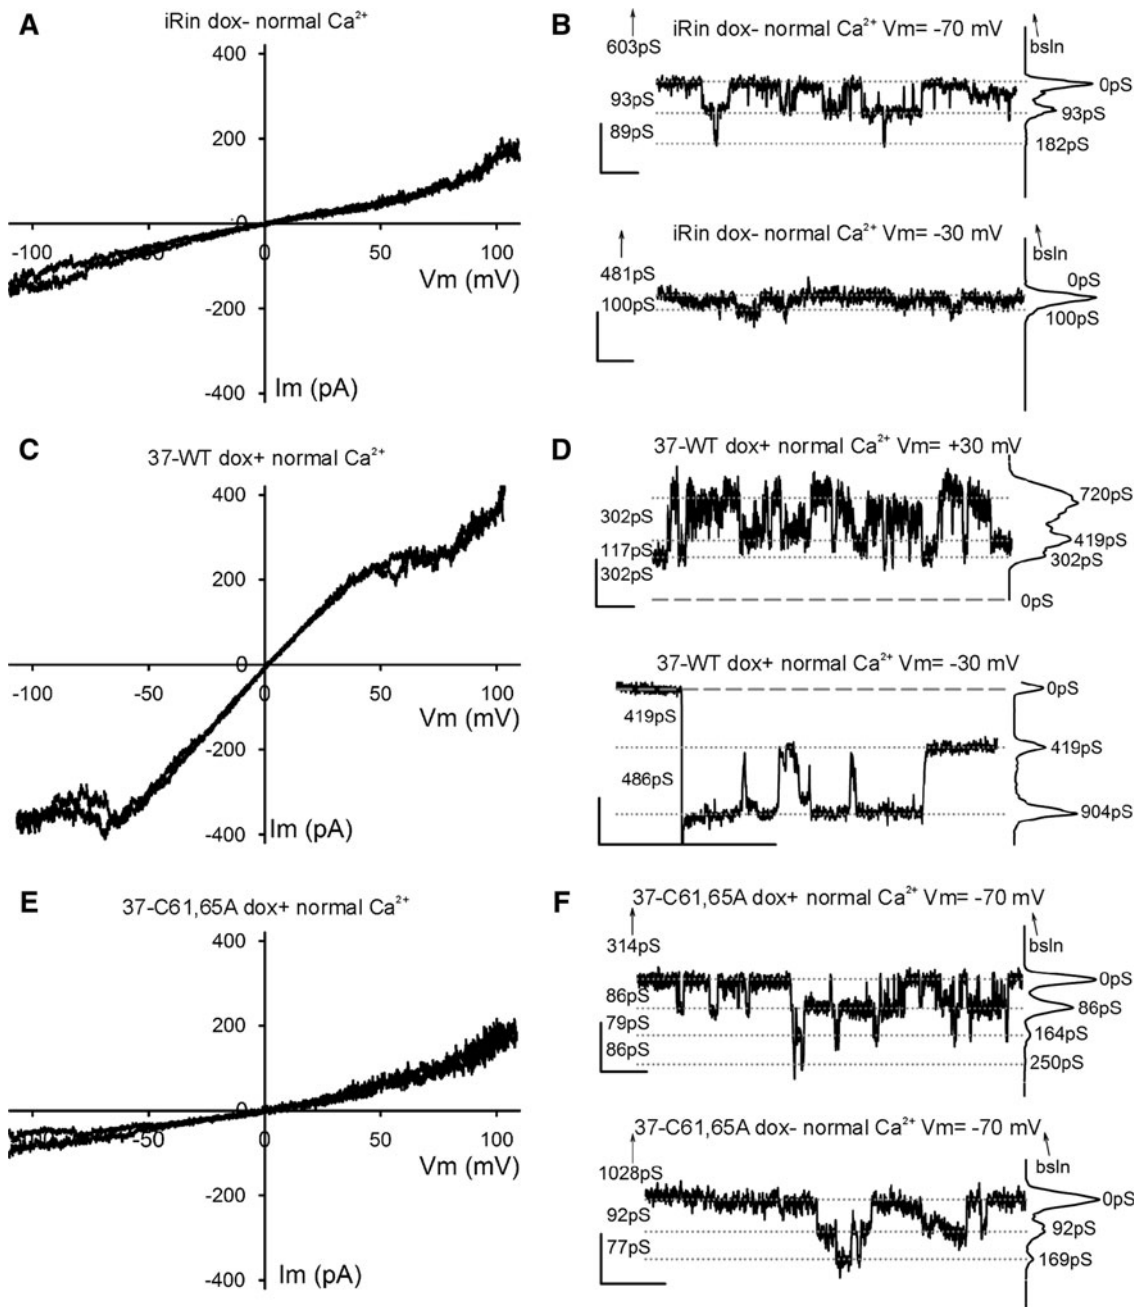 A
iRin dox- normal Ca²⁺
400
200
0
-100
-50
50
100
Vm (mV)
-200
-400
Im (pA)
B
iRin dox- normal Ca²⁺ Vm= -70 mV
603pS
bsln
0pS
93pS
93pS
89pS
182pS
iRin dox- normal Ca²⁺ Vm= -30 mV
bsln
481pS
0pS
100pS
100pS
C
37-WT dox+ normal Ca²⁺
400
200
0
-100
-50
0
50
100
Vm (mV)
-200
-400
Im (pA)
D
37-WT dox+ normal Ca²⁺ Vm= +30 mV
720pS
302pS
419pS
117pS
302pS
302pS
0pS
37-WT dox+ normal Ca²⁺ Vm= -30 mV
0pS
419pS
419pS
486pS
904pS
E
37-C61,65A dox+ normal Ca²⁺
400
200
0
-100
-50
0
50
100
Vm (mV)
-200
-400
Im (pA)
F
37-C61,65A dox+ normal Ca²⁺ Vm= -70 mV
314pS
bsln
0pS
86pS
86pS
79pS
164pS
86pS
250pS
37-C61,65A dox- normal Ca²⁺ Vm= -70 mV
1028pS
bsln
0pS
92pS
92pS
77pS
169pS